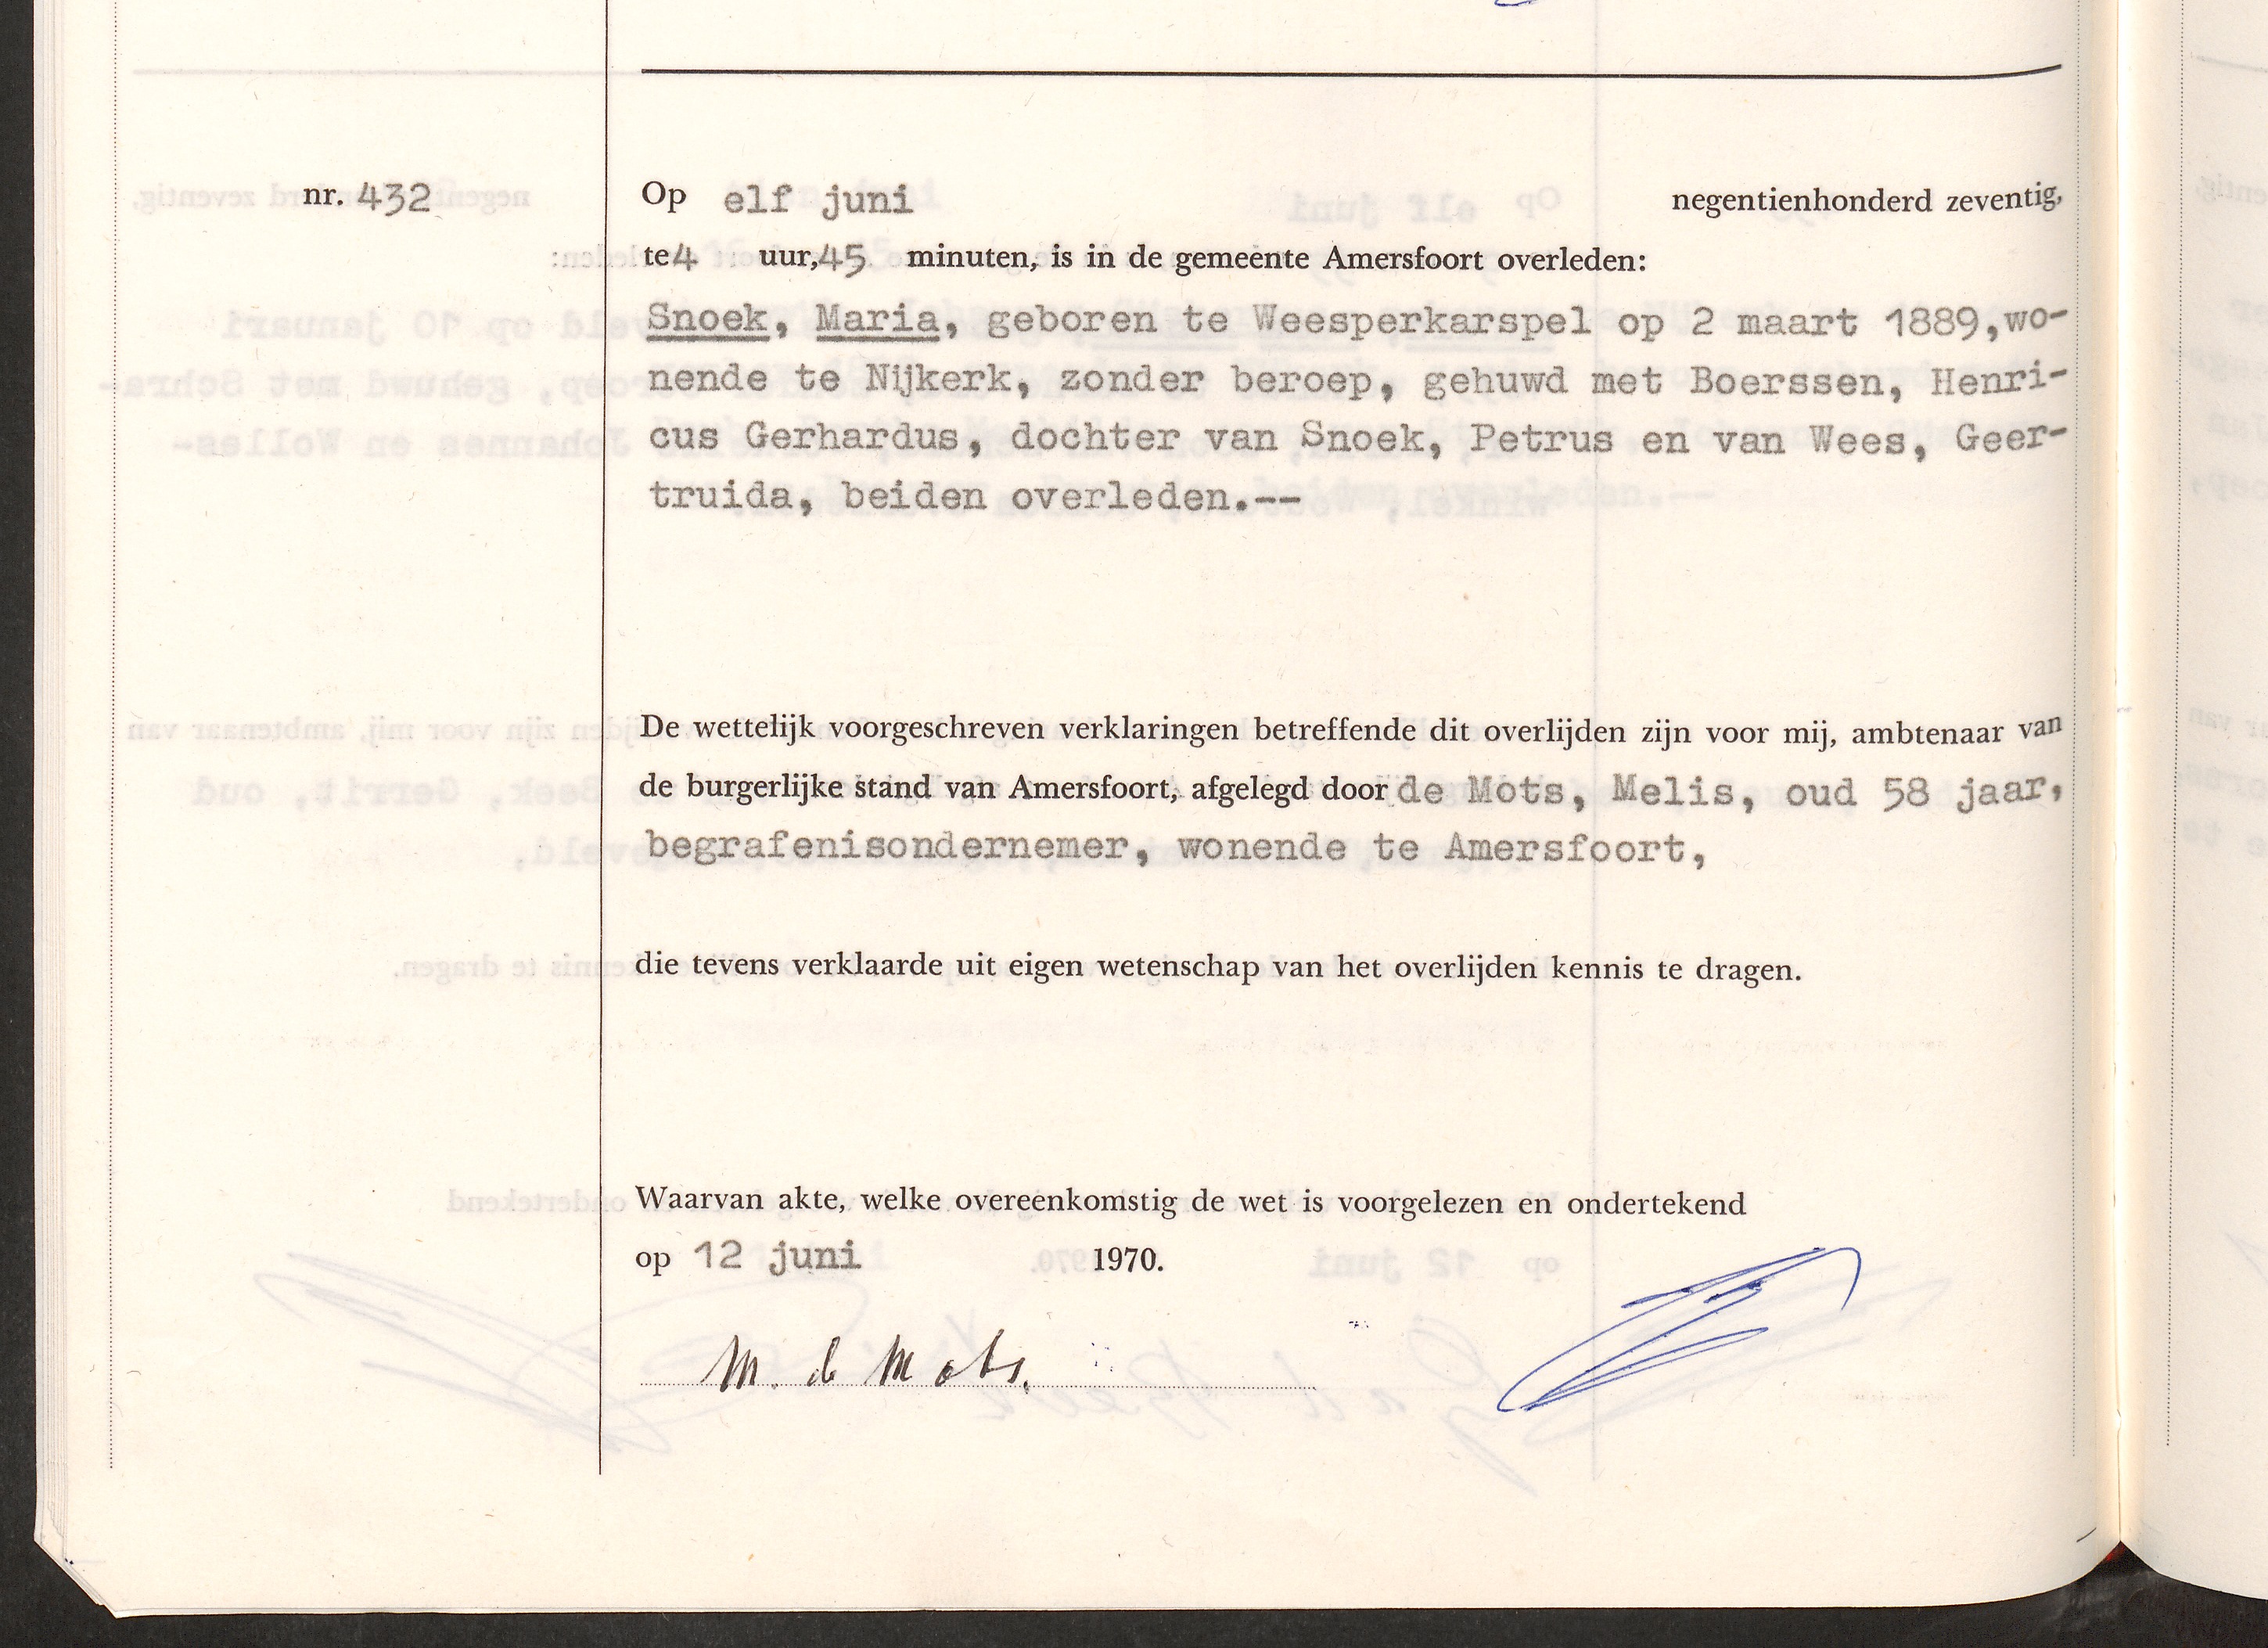 nr. 432
Op elf juni negentienhonderd zeventig,
te 4 uur, 45 minuten, is in de gemeente Amersfoort overleden:
Snoek, Maria, geboren te Weesperkarspel op 2 maart 1889, wo-
nende te Nijkerk, zonder beroep, gehuwd met Boerssen, Henri-
cus Gerhardus, dochter van Snoek, Petrus en van Wees, Geer-
truida, beiden overleden.--
De wettelijk voorgeschreven verklaringen betreffende dit overlijden zijn voor mij, ambtenaar van
de burgerlijke stand van Amersfoort, afgelegd door de Mots, Melis, oud 58 jaar,
begrafenisondernemer, wonende te Amersfoort,
die tevens verklaarde uit eigen wetenschap van het overlijden kennis te dragen.
Waarvan akte, welke overeenkomstig de wet is voorgelezen en ondertekend
op 12 juni 1970.
M. de Mots.